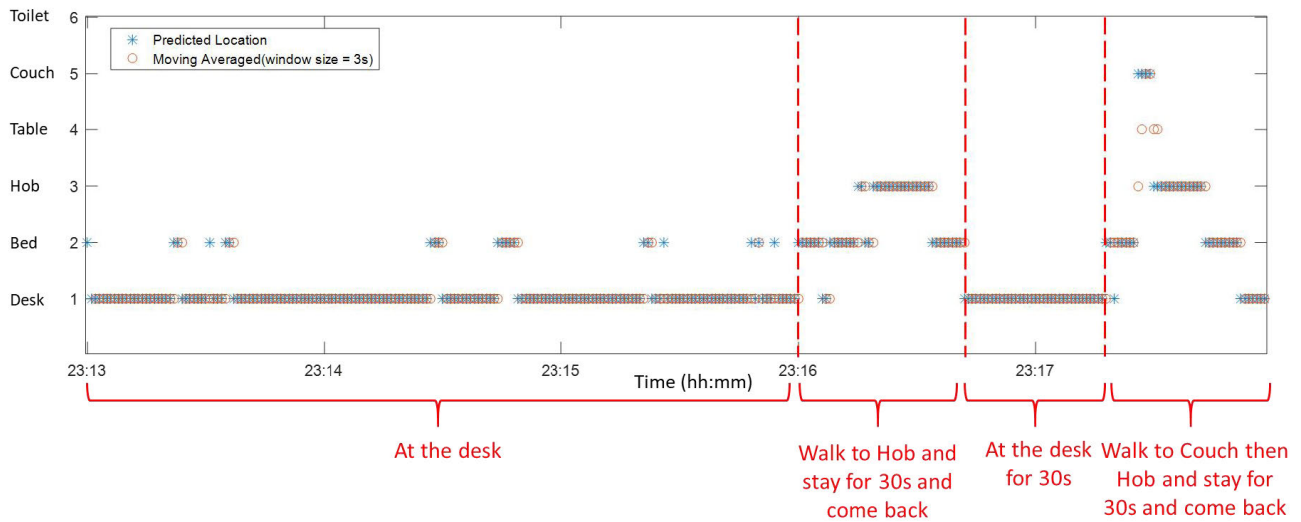 Toilet 6
Predicted Location
Moving Averaged(window size = 3s)
Couch 5
Table 4
Hob 3
Bed 2
Desk 1
23:13 23:14 23:15 23:16 23:17
Time (hh:mm)
At the desk
Walk to Hob and
stay for 30s and
come back
At the desk
for 30s
Walk to Couch then
Hob and stay for
30s and come back